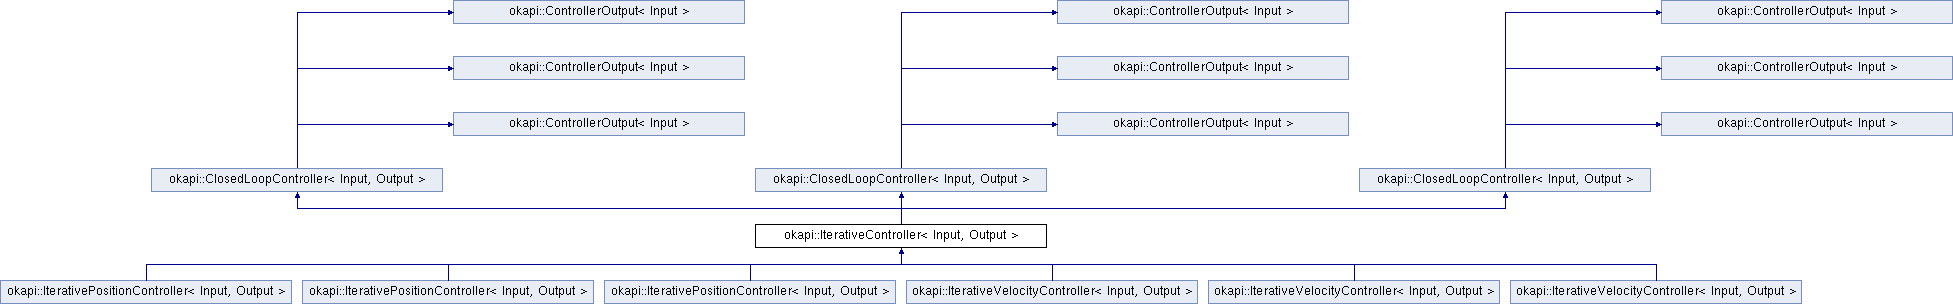 okapi::ControllerOutput< Input >
okapi::ControllerOutput< Input >
okapi::ControllerOutput< Input >
okapi::ControllerOutput< Input >
okapi::ControllerOutput< Input >
okapi::ControllerOutput< Input >
okapi::ControllerOutput< Input >
okapi::ControllerOutput< Input >
okapi::ControllerOutput< Input >
okapi::ClosedLoopController< Input, Output >
okapi::ClosedLoopController< Input, Output >
okapi::ClosedLoopController< Input, Output >
okapi::IterativeController< Input, Output >
okapi::IterativePositionController< Input, Output >
okapi::IterativePositionController< Input, Output >
okapi::IterativePositionController< Input, Output >
okapi::IterativeVelocityController< Input, Output >
okapi::IterativeVelocityController< Input, Output >
okapi::IterativeVelocityController< Input, Output >